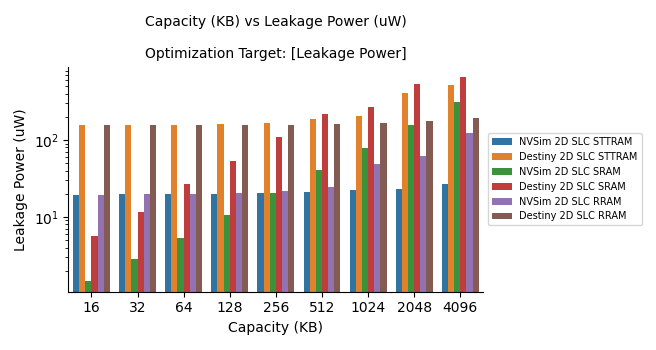 Capacity (KB) vs Leakage Power (uW)
Optimization Target: [Leakage Power]
Leakage Power (uW)
10²
10¹
16 32 64 128 256 512 1024 2048 4096
Capacity (KB)
NVSim 2D SLC STTRAM
Destiny 2D SLC STTRAM
NVSim 2D SLC SRAM
Destiny 2D SLC SRAM
NVSim 2D SLC RRAM
Destiny 2D SLC RRAM